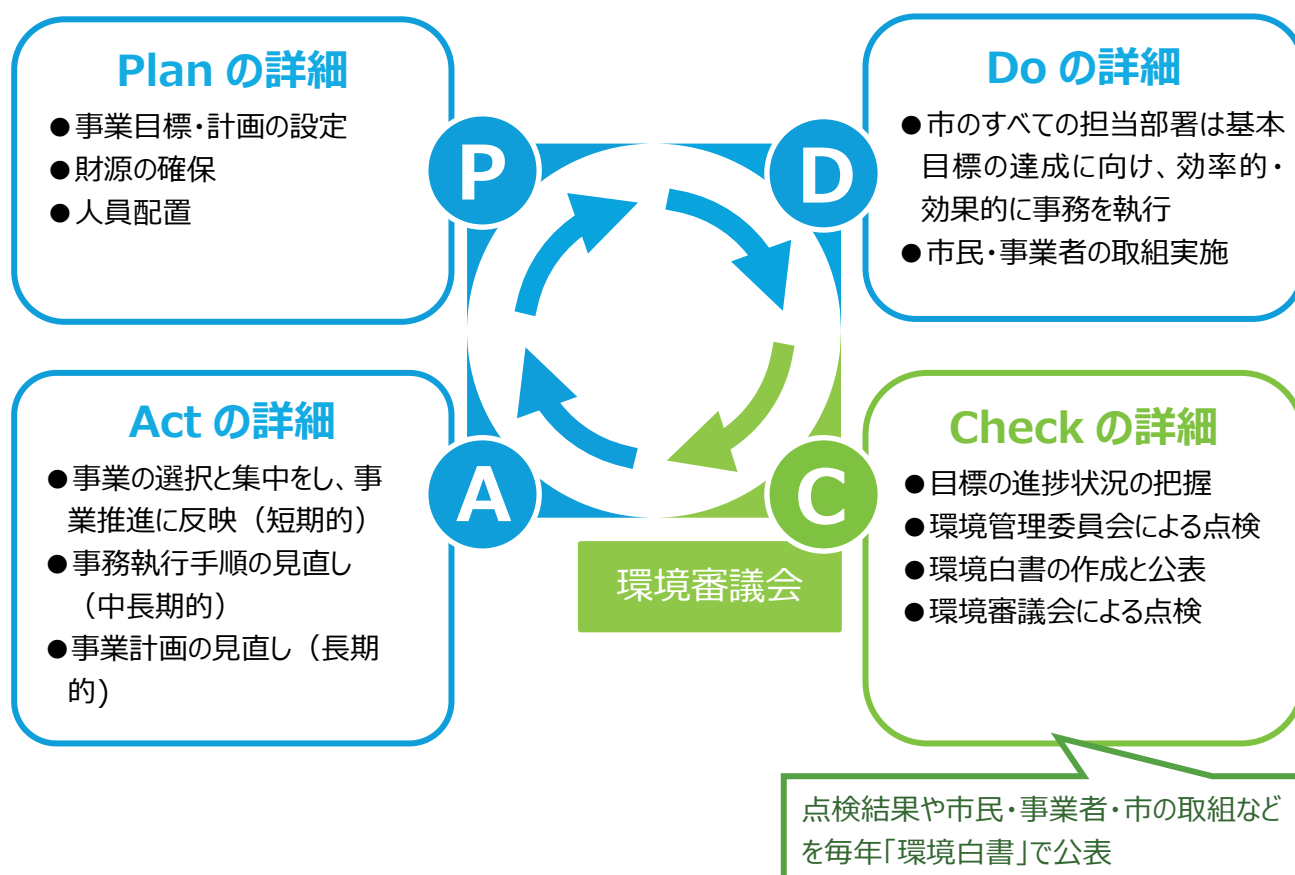 Plan の詳細
●事業目標・計画の設定
●財源の確保
●人員配置
P
D
Do の詳細
●市のすべての担当部署は基本
目標の達成に向け、効率的・
効果的に事務を執行
●市民・事業者の取組実施
Act の詳細
●事業の選択と集中をし、事
業推進に反映（短期的）
●事務執行手順の見直し
（中長期的）
●事業計画の見直し（長期
的)
A
C
環境審議会
Check の詳細
●目標の進捗状況の把握
●環境管理委員会による点検
●環境白書の作成と公表
●環境審議会による点検
点検結果や市民・事業者・市の取組など
を毎年「環境白書」で公表